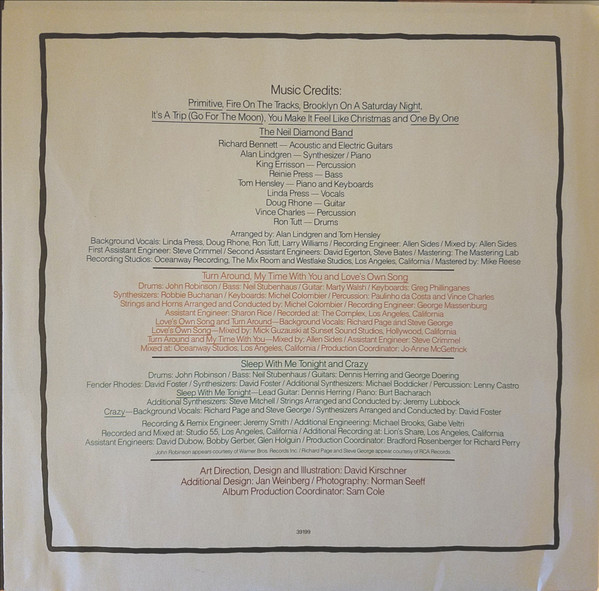 Music Credits:
Primitive, Fire On The Tracks, Brooklyn On A Saturday Night,
It's A Trip (Go For The Moon), You Make It Feel Like Christmas and One By One
The Neil Diamond Band
Richard Bennett — Acoustic and Electric Guitars
Alan Lindgren — Synthesizer / Piano
King Errisson — Percussion
Reinie Press — Bass
Tom Hensley — Piano and Keyboards
Linda Press — Vocals
Doug Rhone — Guitar
Vince Charles — Percussion
Ron Tutt — Drums
Arranged by: Alan Lindgren and Tom Hensley
Background Vocals: Linda Press, Doug Rhone, Ron Tutt, Larry Williams / Recording Engineer: Allen Sides / Mixed by: Allen Sides
First Assistant Engineer: Steve Crimmel / Second Assistant Engineers: David Egerton, Steve Bates / Mastering: The Mastering Lab
Recording Studios: Oceanway Recording, The Mix Room and Westlake Studios, Los Angeles, California / Mastered by: Mike Reese
Turn Around, My Time With You and Love's Own Song
Drums: John Robinson / Bass: Neil Stubenhaus / Guitar: Marty Walsh / Keyboards: Greg Phillinganes
Synthesizers: Robbie Buchanan / Keyboards: Michel Colombier / Percussion: Paulinho da Costa and Vince Charles
Strings and Horns Arranged and Conducted by: Michel Colombier / Recording Engineer: George Massenburg
Assistant Engineer: Sharon Rice / Recorded at: The Complex, Los Angeles, California
Love's Own Song and Turn Around—Background Vocals: Richard Page and Steve George
Love's Own Song—Mixed by: Mick Guzauski at Sunset Sound Studios, Hollywood, California
Turn Around and My Time With You—Mixed by: Allen Sides / Assistant Engineer: Steve Crimmel
Mixed at: Oceanway Studios: Los Angeles, California / Production Coordinator: Jo-Anne McGettrick
Sleep With Me Tonight and Crazy
Drums: John Robinson / Bass: Neil Stubenhaus / Guitars: Dennis Herring and George Doering
Fender Rhodes: David Foster / Synthesizers: David Foster / Additional Synthesizers: Michael Boddicker / Percussion: Lenny Castro
Sleep With Me Tonight—Lead Guitar: Dennis Herring / Piano: Burt Bacharach
Additional Synthesizers: Steve Mitchell / Strings Arranged and Conducted by: Jeremy Lubbock
Crazy—Background Vocals: Richard Page and Steve George / Synthesizers Arranged and Conducted by: David Foster
Recording & Remix Engineer: Jeremy Smith / Additional Engineering: Michael Brooks, Gabe Veltri
Recorded and Mixed at: Studio 55, Los Angeles, California / Additional Recording at: Lion's Share, Los Angeles, California
Assistant Engineers: David Dubow, Bobby Gerber, Glen Holguin / Production Coordinator: Bradford Rosenberger for Richard Perry
John Robinson appears courtesy of Warner Bros. Records Inc. / Richard Page and Steve George appear courtesy of RCA Records
Art Direction, Design and Illustration: David Kirschner
Additional Design: Jan Weinberg / Photography: Norman Seeff
Album Production Coordinator: Sam Cole
39199